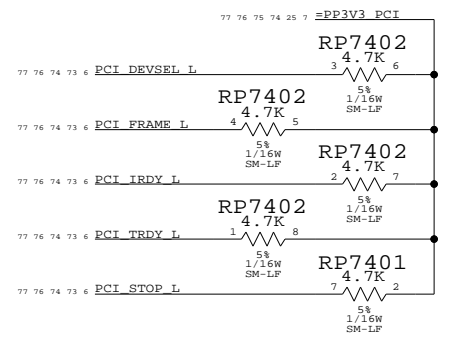 77 76 75 74 25 7 =PP3V3_PCI
RP7402
4.7K
77 76 74 73 6 PCI_DEVSEL_L 3 6
5%
1/16W
SM-LF
RP7402
4.7K
77 76 74 73 6 PCI_FRAME_L 4 5
5%
1/16W
SM-LF
RP7402
4.7K
77 76 74 73 6 PCI_IRDY_L 2 7
5%
1/16W
SM-LF
RP7402
4.7K
77 76 74 73 6 PCI_TRDY_L 1 8
5%
1/16W
SM-LF
RP7401
4.7K
77 76 74 73 6 PCI_STOP_L 7 2
5%
1/16W
SM-LF